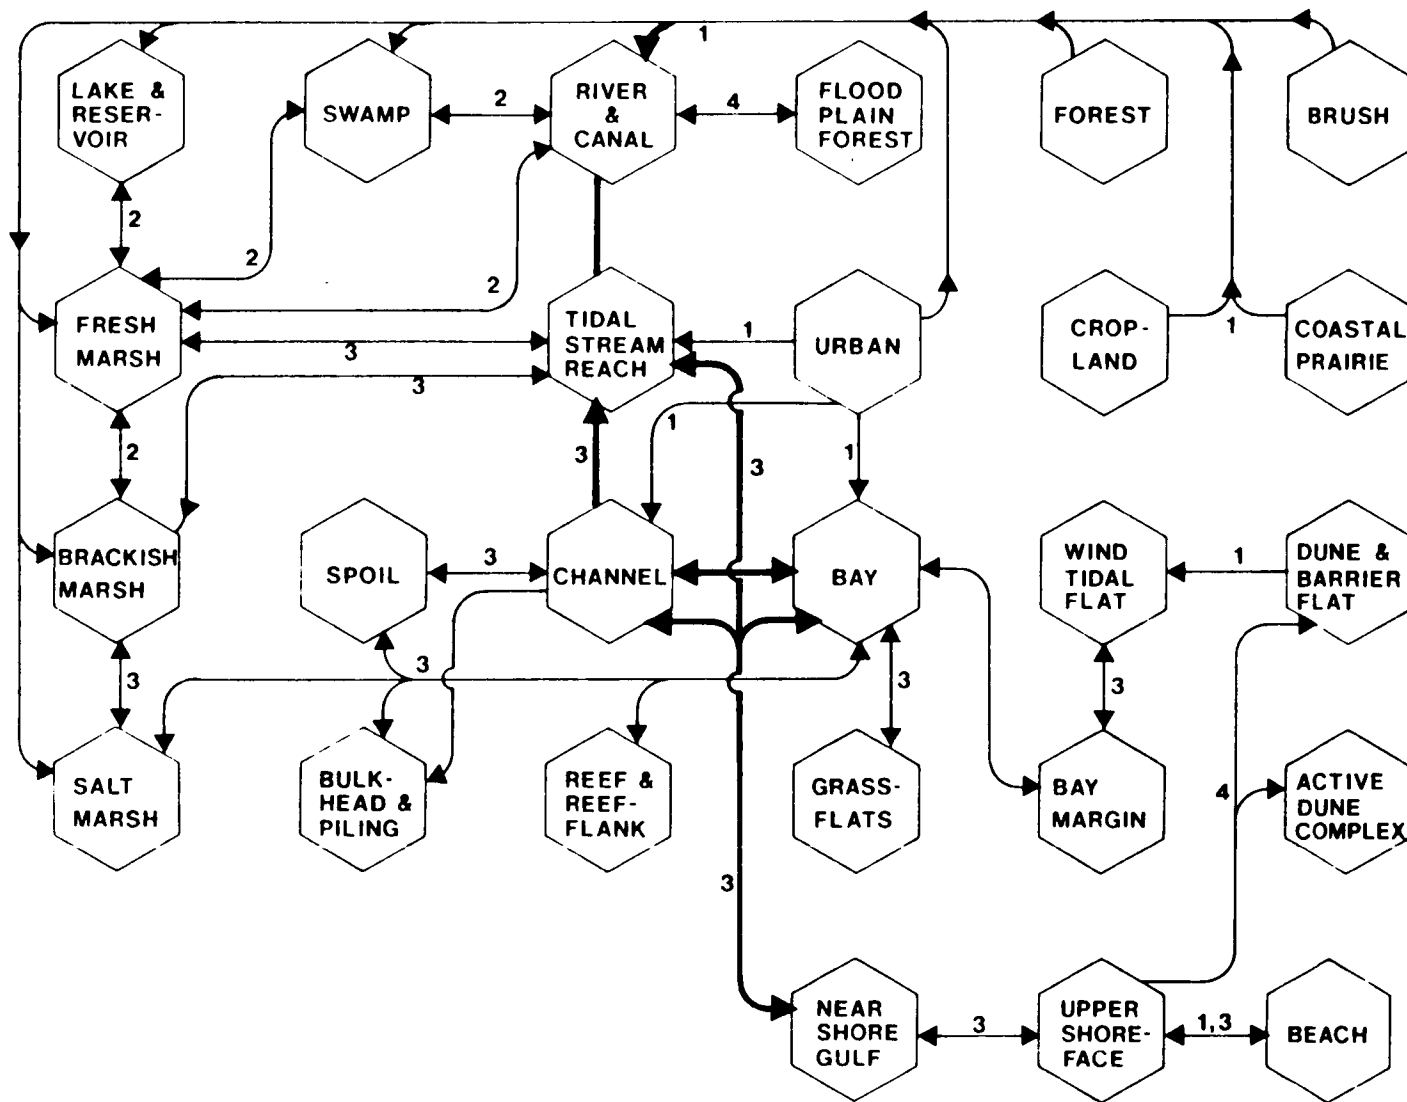 1
LAKE &
RESER-
VOIR
SWAMP
2
RIVER
&
CANAL
4
FLOOD
PLAIN
FOREST
FOREST
BRUSH
2
2
2
FRESH
MARSH
3
3
TIDAL
STREAM
REACH
1
URBAN
CROP-
LAND
1
COASTAL
PRAIRIE
2
3
1
3
1
BRACKISH
MARSH
SPOIL
3
CHANNEL
BAY
WIND
TIDAL
FLAT
1
DUNE &
BARRIER
FLAT
3
3
3
3
SALT
MARSH
BULK-
HEAD &
PILING
REEF &
REEF-
FLANK
GRASS-
FLATS
BAY
MARGIN
4
ACTIVE
DUNE
COMPLEX
3
NEAR
SHORE
GULF
3
UPPER
SHORE-
FACE
1,3
BEACH